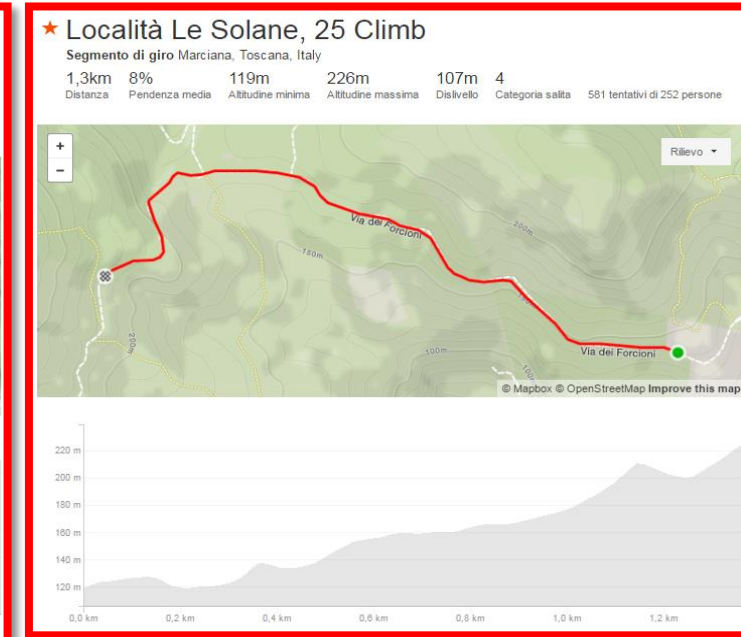 Località Le Solane, 25 Climb
Segmento di giro Marciana, Toscana, Italy
1,3km 8% 119m 226m 107m 4
Distanza Pendenza media Altitudine minima Altitudine massima Dislivello Categoria salita 581 tentativi di 252 persone
+
−
Rilievo
Via dei Forcioni
200m
150m
200m
100m
Via dei Forcioni
© Mapbox © OpenStreetMap Improve this map
220 m
200 m
180 m
160 m
140 m
120 m
0,0 km 0,2 km 0,4 km 0,6 km 0,8 km 1,0 km 1,2 km